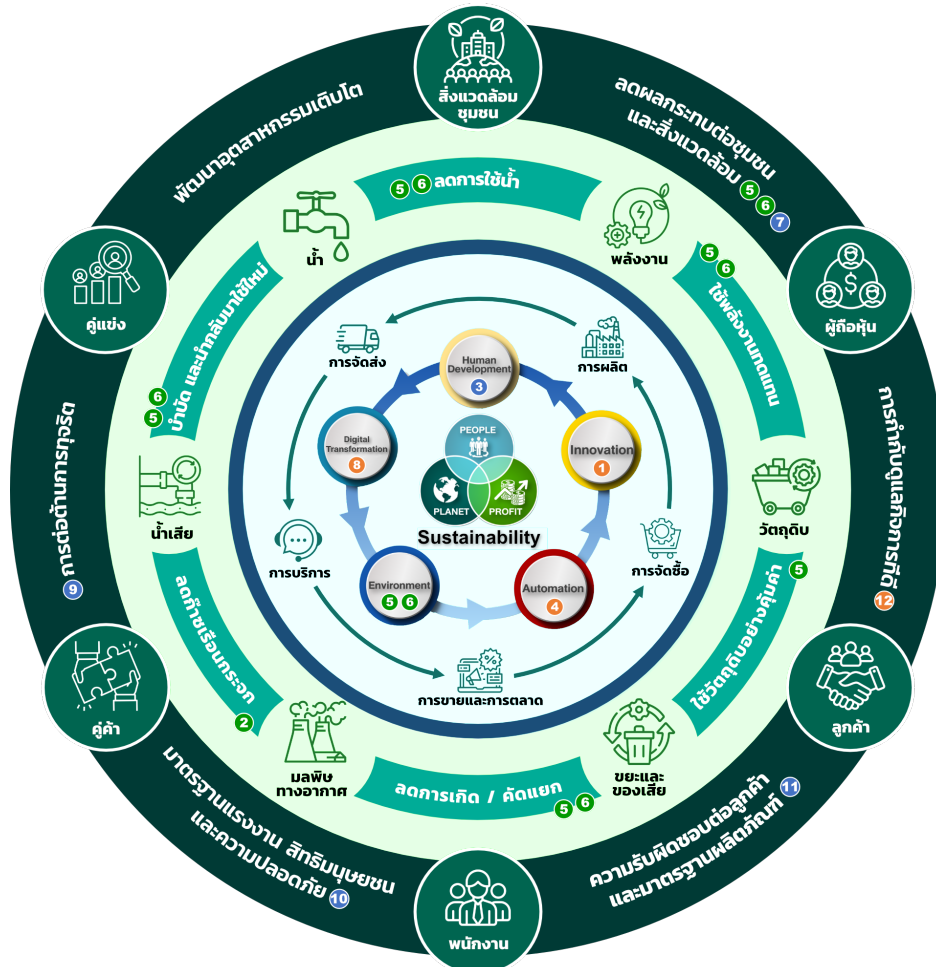 สิ่งแวดล้อม
ชุมชน
ลดผลกระทบต่อชุมชน
และสิ่งแวดล้อม 5 6 7
ผู้ถือหุ้น
การกำกับดูแลกิจการที่ดี 12
ลูกค้า
ความรับผิดชอบต่อลูกค้า
และมาตรฐานผลิตภัณฑ์ 11
พนักงาน
มาตรฐานแรงงาน สิทธิมนุษยชน
และความปลอดภัย 10
คู่ค้า
การต่อต้านการทุจริต 9
คู่แข่ง
พัฒนาอุตสาหกรรมเติบโต
5 6 ลดการใช้น้ำ
พลังงาน
5 6 ใช้พลังงานทดแทน
วัตถุดิบ
ใช้วัตถุดิบอย่างคุ้มค่า 5
ขยะและ
ของเสีย
ลดการเกิด / คัดแยก 5 6
มลพิษ
ทางอากาศ
ลดก๊าซเรือนกระจก 2
น้ำเสีย
5 6 บำบัด และนำกลับมาใช้ใหม่
น้ำ
การผลิต
การจัดส่ง
การบริการ
การขายและการตลาด
การจัดซื้อ
Human
Development
3
Innovation
1
Automation
4
Environment
5 6
Digital
Transformation
8
PEOPLE
PLANET
PROFIT
Sustainability